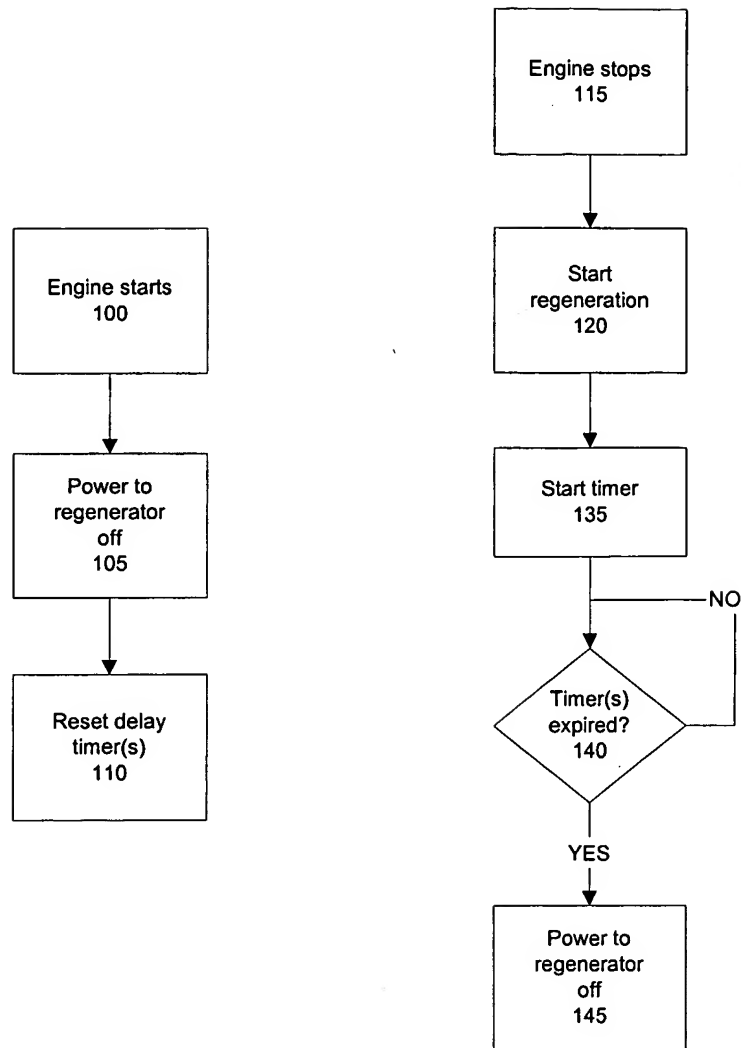 Engine starts
100
Power to
regenerator
off
105
Reset delay
timer(s)
110
Engine stops
115
Start
regeneration
120
Start timer
135
NO
Timer(s)
expired?
140
YES
Power to
regenerator
off
145